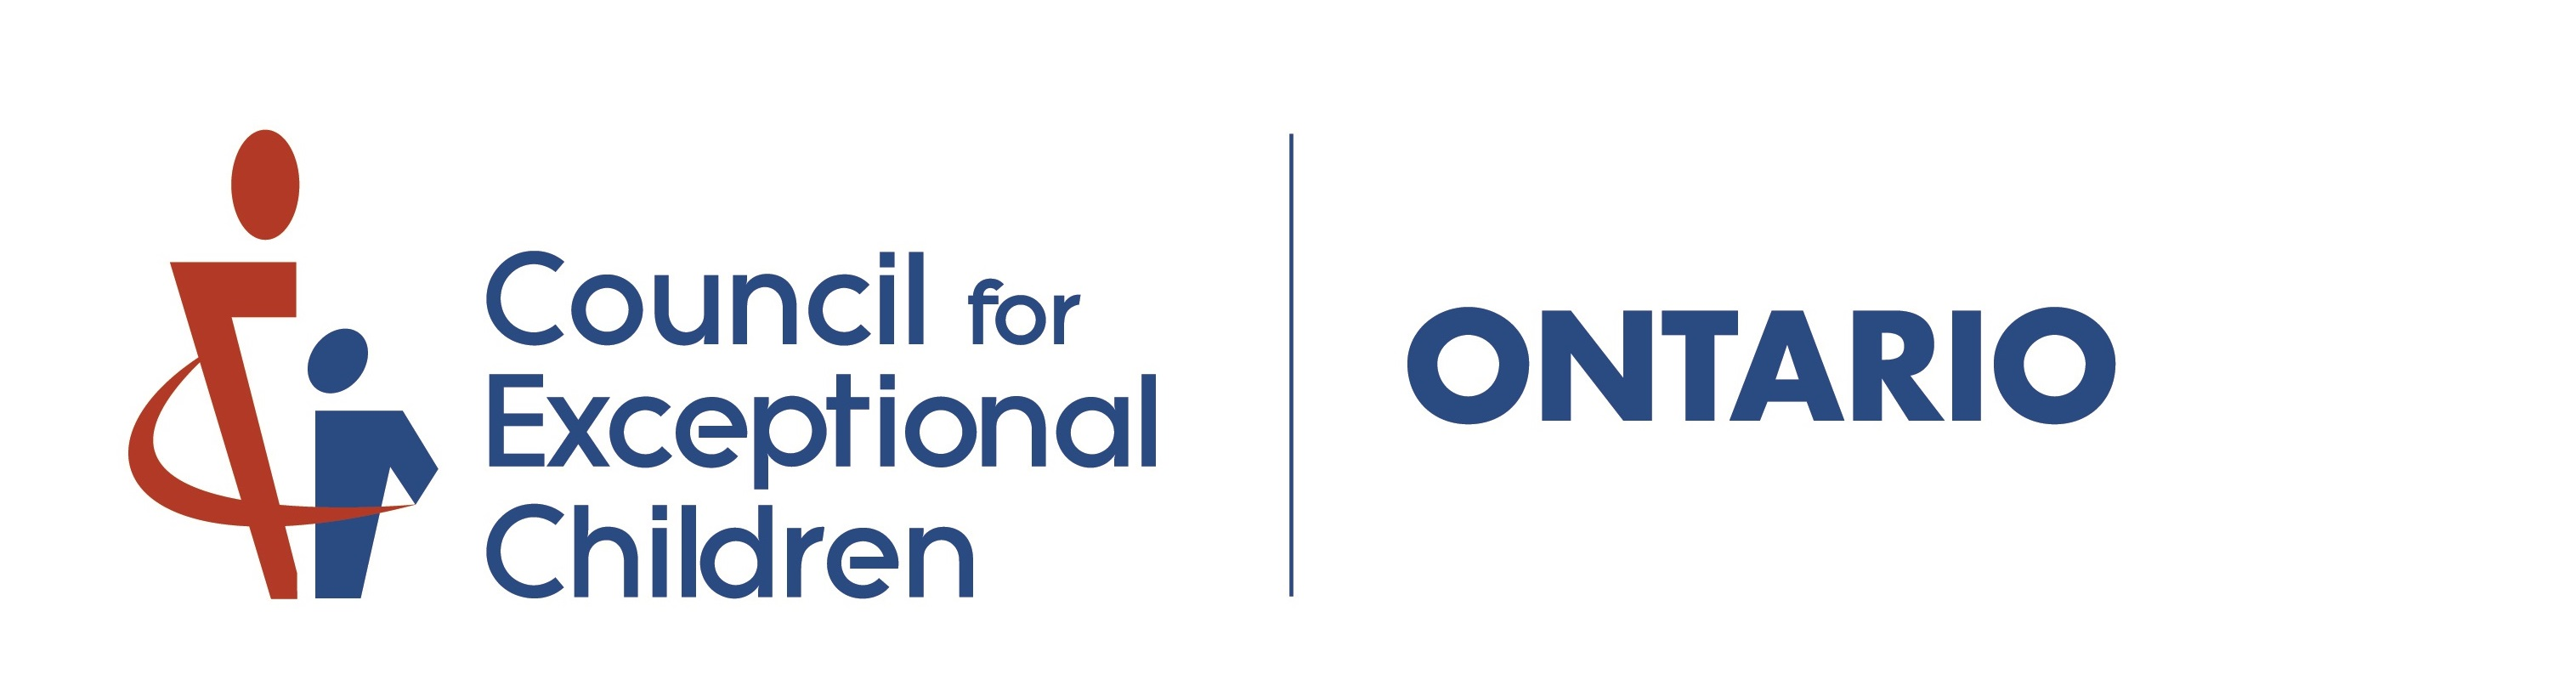 Council for
Exceptional
Children
ONTARIO